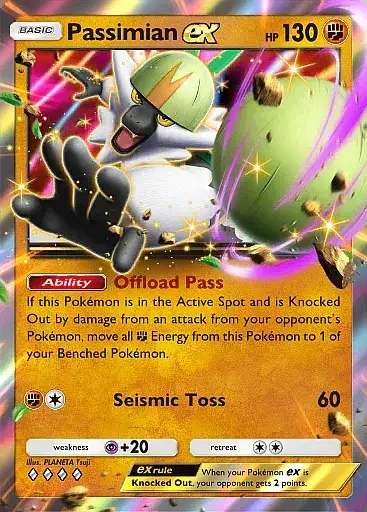 BASIC Passimian ex HP 130
Ability Offload Pass
If this Pokémon is in the Active Spot and is Knocked
Out by damage from an attack from your opponent's
Pokémon, move all Energy from this Pokémon to 1 of
your Benched Pokémon.
Seismic Toss 60
weakness +20 retreat
Illus. PLANETA Tsuji
ex rule When your Pokémon ex is
Knocked Out, your opponent gets 2 points.